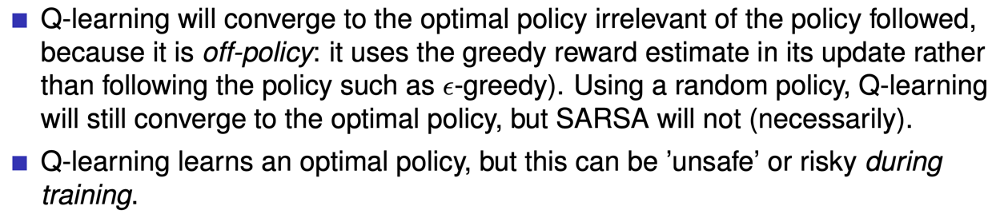 Q-learning will converge to the optimal policy irrelevant of the policy followed,
because it is off-policy: it uses the greedy reward estimate in its update rather
than following the policy such as ϵ-greedy). Using a random policy, Q-learning
will still converge to the optimal policy, but SARSA will not (necessarily).
Q-learning learns an optimal policy, but this can be ’unsafe’ or risky during
training.